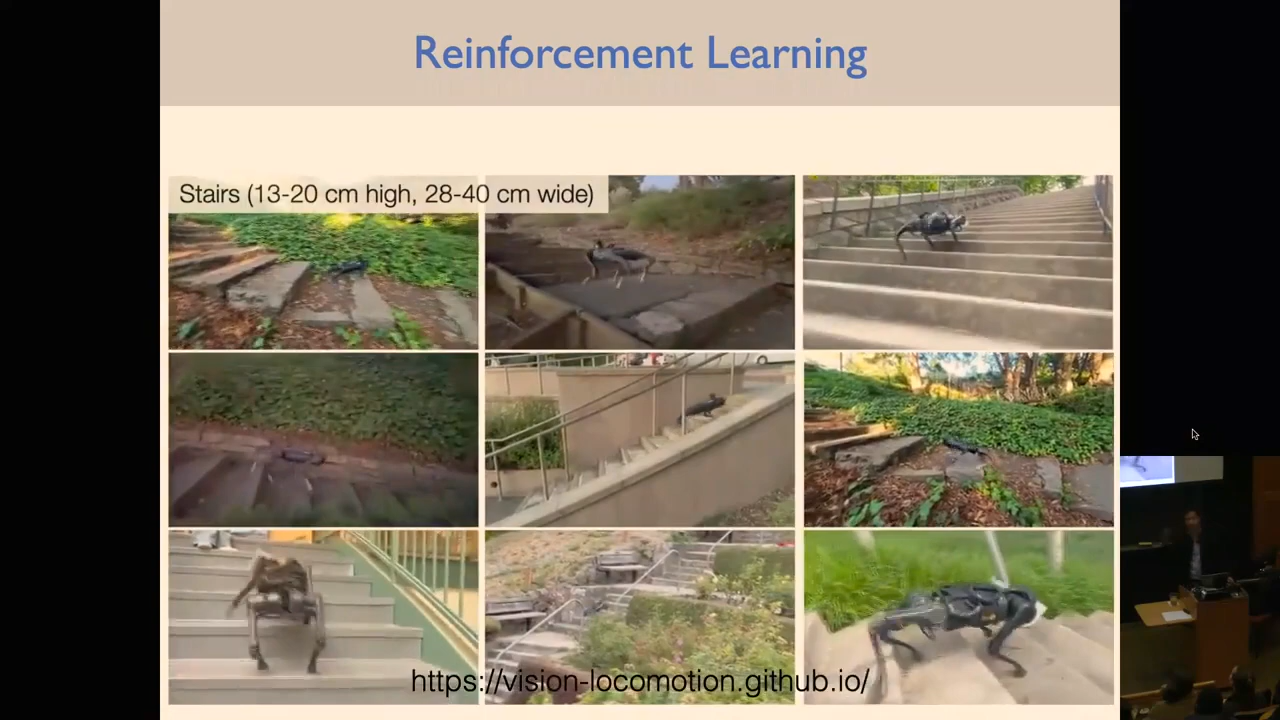 Reinforcement Learning
Stairs (13-20 cm high, 28-40 cm wide)
https://vision-locomotion.github.io/